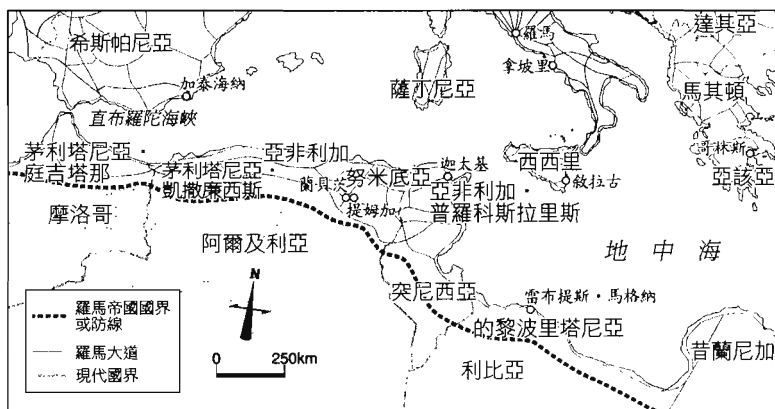 希斯帕尼亞
加泰海納
直布羅陀海峽
羅馬
拿坡里
薩丁尼亞
達其亞
馬其頓
哥林斯
亞該亞
茅利塔尼亞・
庭吉塔那
茅利塔尼亞・
凱撒廉西斯
亞非利加
努米底亞
迦太基
西西里
敘拉古
蘭貝茨
提姆加
亞非利加・
普羅科斯拉里斯
摩洛哥
阿爾及利亞
地中海
突尼西亞
雷布提斯・馬格納
的黎波里塔尼亞
昔蘭尼加
利比亞
羅馬帝國國界
或防線
羅馬大道
現代國界
N
0 250km